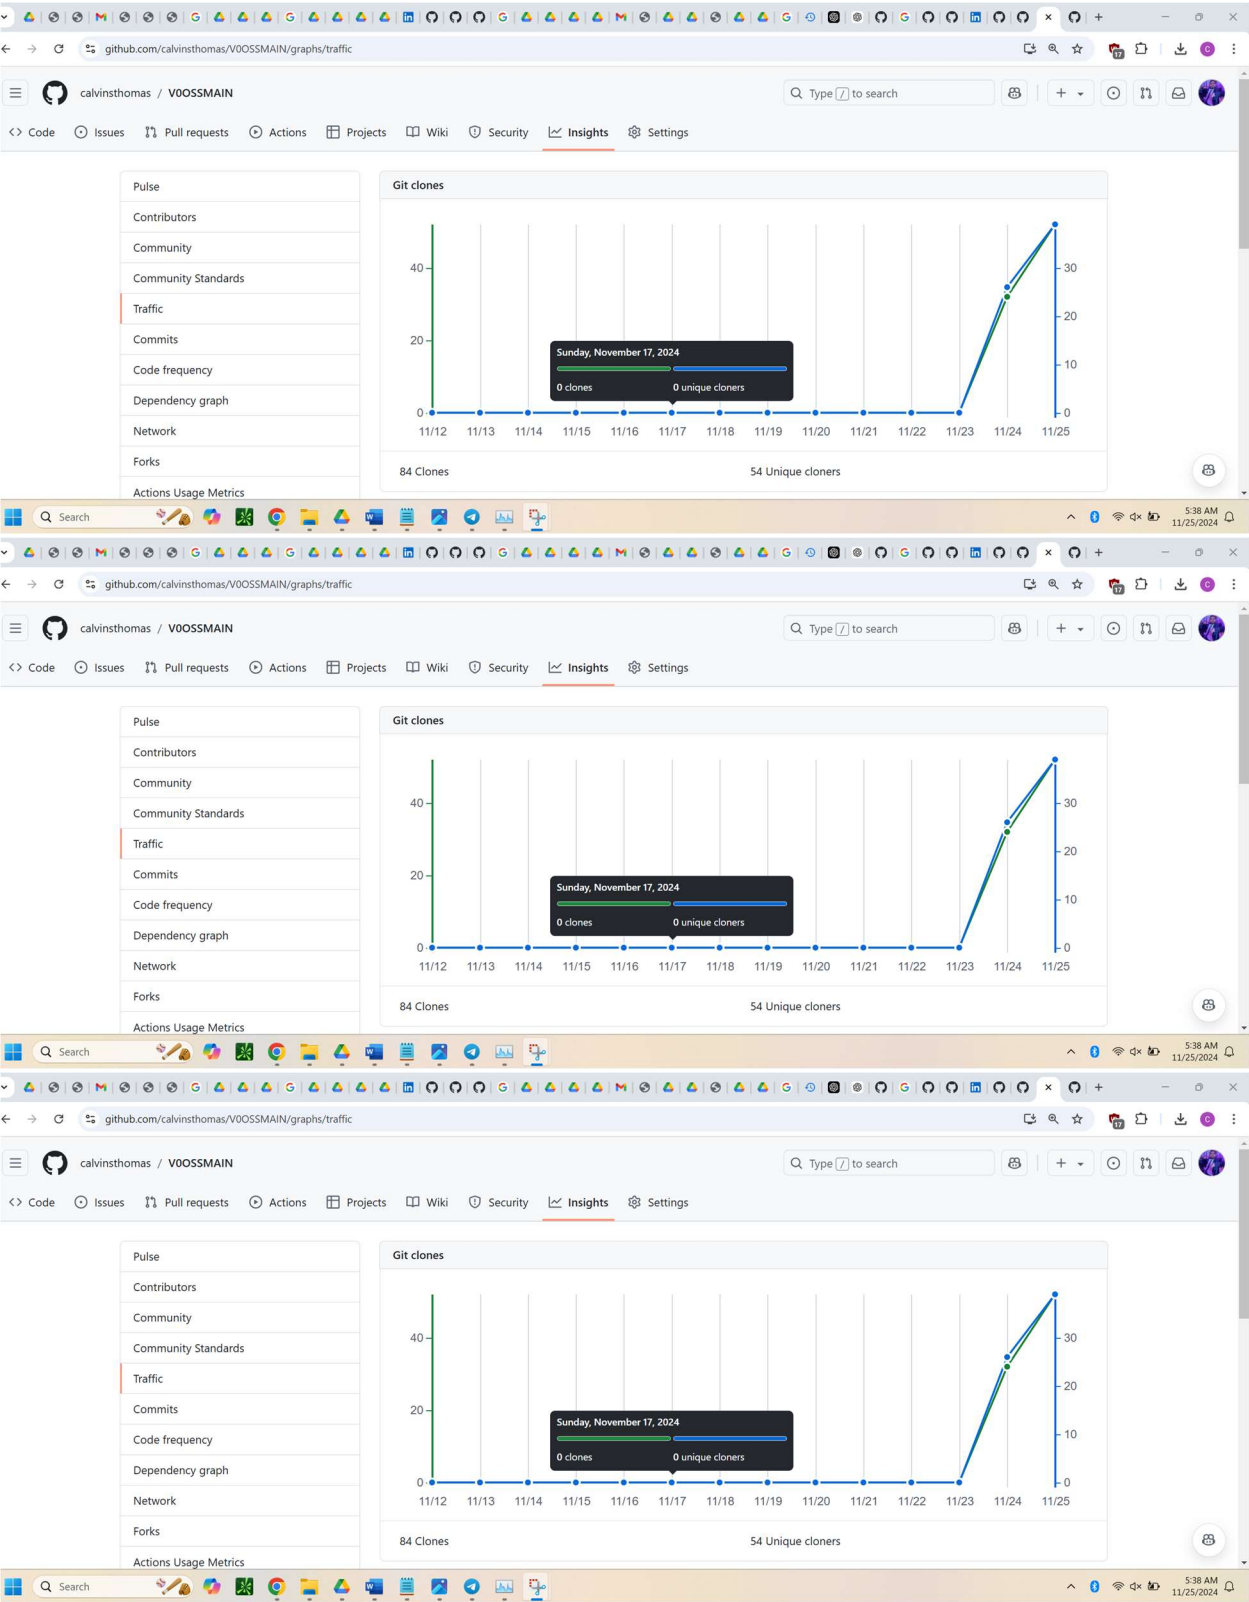 github.com/calvinsthomas/V0OSSMAIN/graphs/traffic
17
C
calvinsthomas / V0OSSMAIN
Type / to search
Code Issues Pull requests Actions Projects Wiki Security Insights Settings
Pulse
Contributors
Community
Community Standards
Traffic
Commits
Code frequency
Dependency graph
Network
Forks
Actions Usage Metrics
Git clones
40
20
0
30
20
10
0
Sunday, November 17, 2024
0 clones 0 unique cloners
11/12 11/13 11/14 11/15 11/16 11/17 11/18 11/19 11/20 11/21 11/22 11/23 11/24 11/25
84 Clones 54 Unique cloners
Search
5:38 AM
11/25/2024
github.com/calvinsthomas/V0OSSMAIN/graphs/traffic
17
C
calvinsthomas / V0OSSMAIN
Type / to search
Code Issues Pull requests Actions Projects Wiki Security Insights Settings
Pulse
Contributors
Community
Community Standards
Traffic
Commits
Code frequency
Dependency graph
Network
Forks
Actions Usage Metrics
Git clones
40
20
0
30
20
10
0
Sunday, November 17, 2024
0 clones 0 unique cloners
11/12 11/13 11/14 11/15 11/16 11/17 11/18 11/19 11/20 11/21 11/22 11/23 11/24 11/25
84 Clones 54 Unique cloners
Search
5:38 AM
11/25/2024
github.com/calvinsthomas/V0OSSMAIN/graphs/traffic
17
C
calvinsthomas / V0OSSMAIN
Type / to search
Code Issues Pull requests Actions Projects Wiki Security Insights Settings
Pulse
Contributors
Community
Community Standards
Traffic
Commits
Code frequency
Dependency graph
Network
Forks
Actions Usage Metrics
Git clones
40
20
0
30
20
10
0
Sunday, November 17, 2024
0 clones 0 unique cloners
11/12 11/13 11/14 11/15 11/16 11/17 11/18 11/19 11/20 11/21 11/22 11/23 11/24 11/25
84 Clones 54 Unique cloners
Search
5:38 AM
11/25/2024